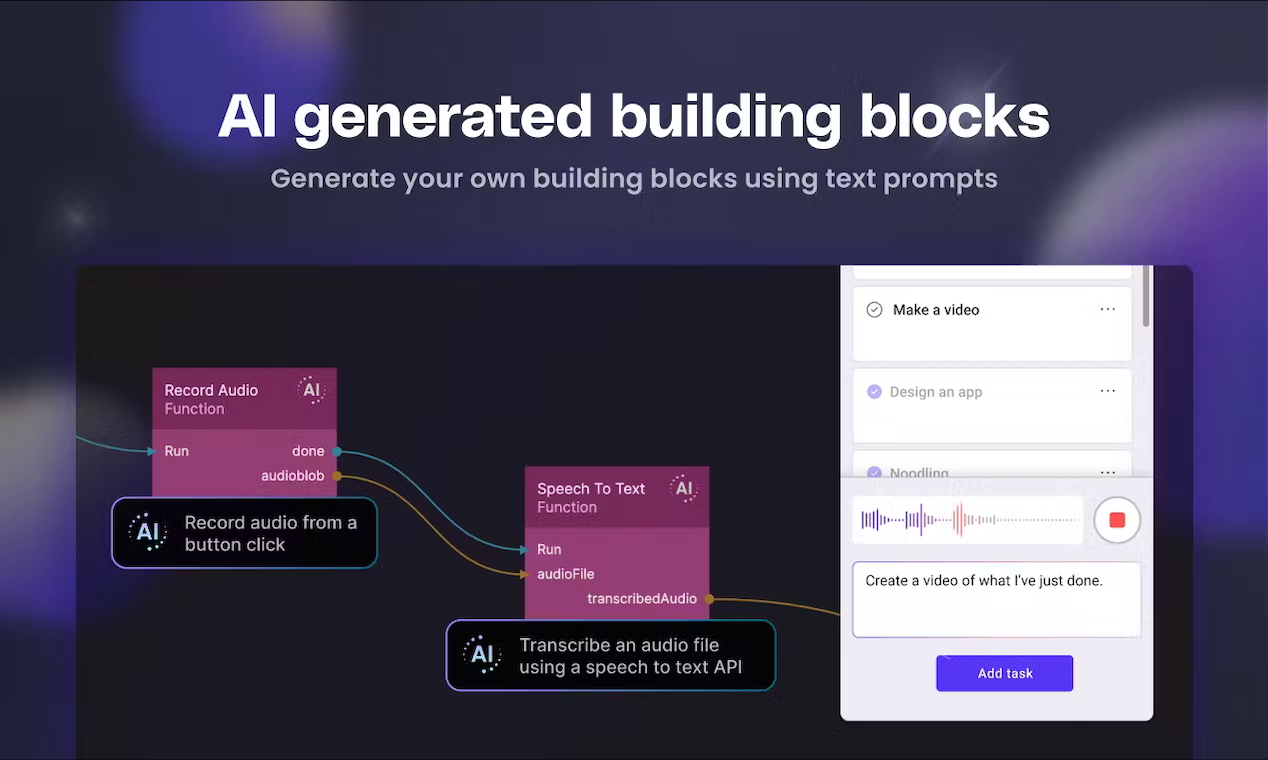 AI generated building blocks
Generate your own building blocks using text prompts
Record Audio
AI
Function
Run
done
audioblob
AI
Record audio from a
button click
Speech To Text
AI
Function
Run
audioFile
transcribedAudio
AI
Transcribe an audio file
using a speech to text API
Make a video
Design an app
Noodling
Create a video of what I’ve just done.
Add task